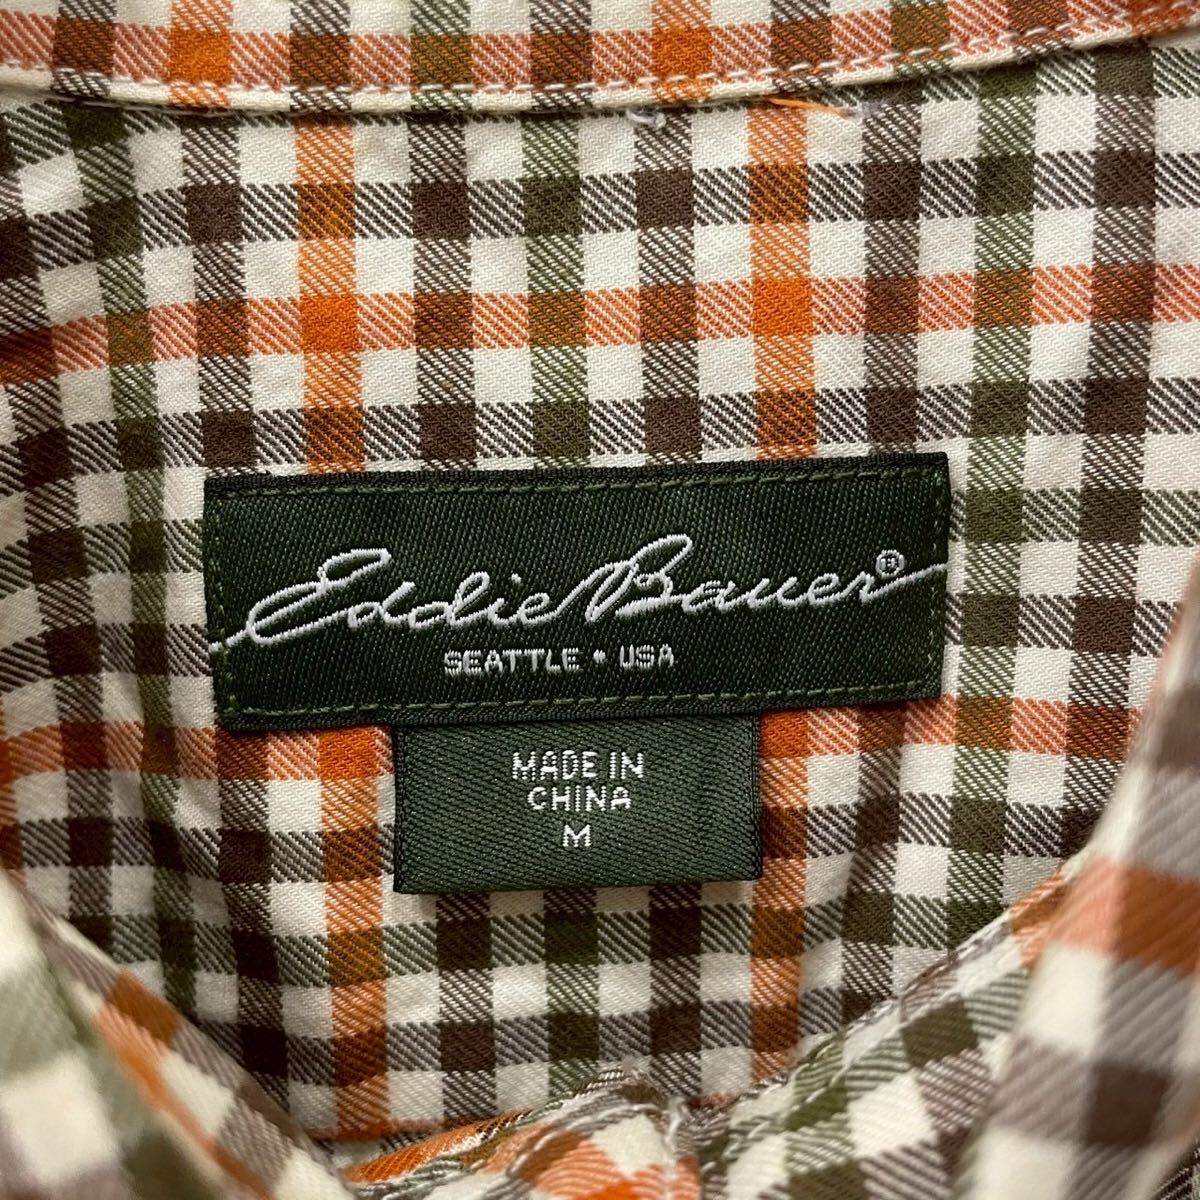 Eddie Bauer®
SEATTLE • USA
MADE IN
CHINA
M